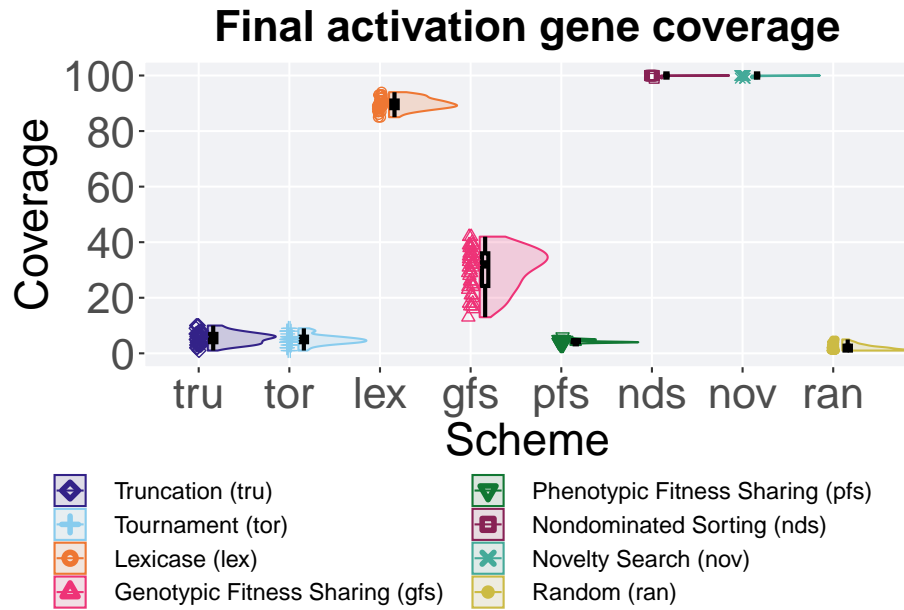 Final activation gene coverage
Coverage
100
80
60
40
20
0
tru tor lex gfs pfs nds nov ran
Scheme
Truncation (tru)
Tournament (tor)
Lexicase (lex)
Genotypic Fitness Sharing (gfs)
Phenotypic Fitness Sharing (pfs)
Nondominated Sorting (nds)
Novelty Search (nov)
Random (ran)